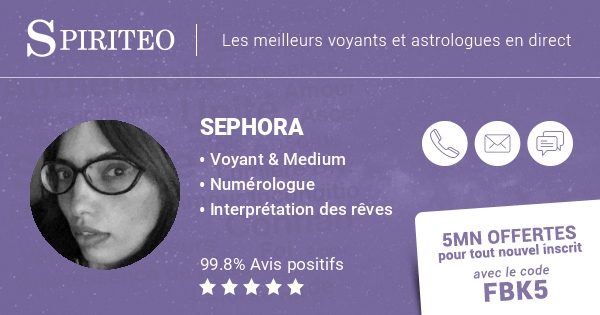 SPIRITEO
Les meilleurs voyants et astrologues en direct
SEPHORA
• Voyant & Medium
• Numérologue
• Interprétation des rêves
99.8% Avis positifs
5MN OFFERTES
pour tout nouvel inscrit
avec le code
FBK5